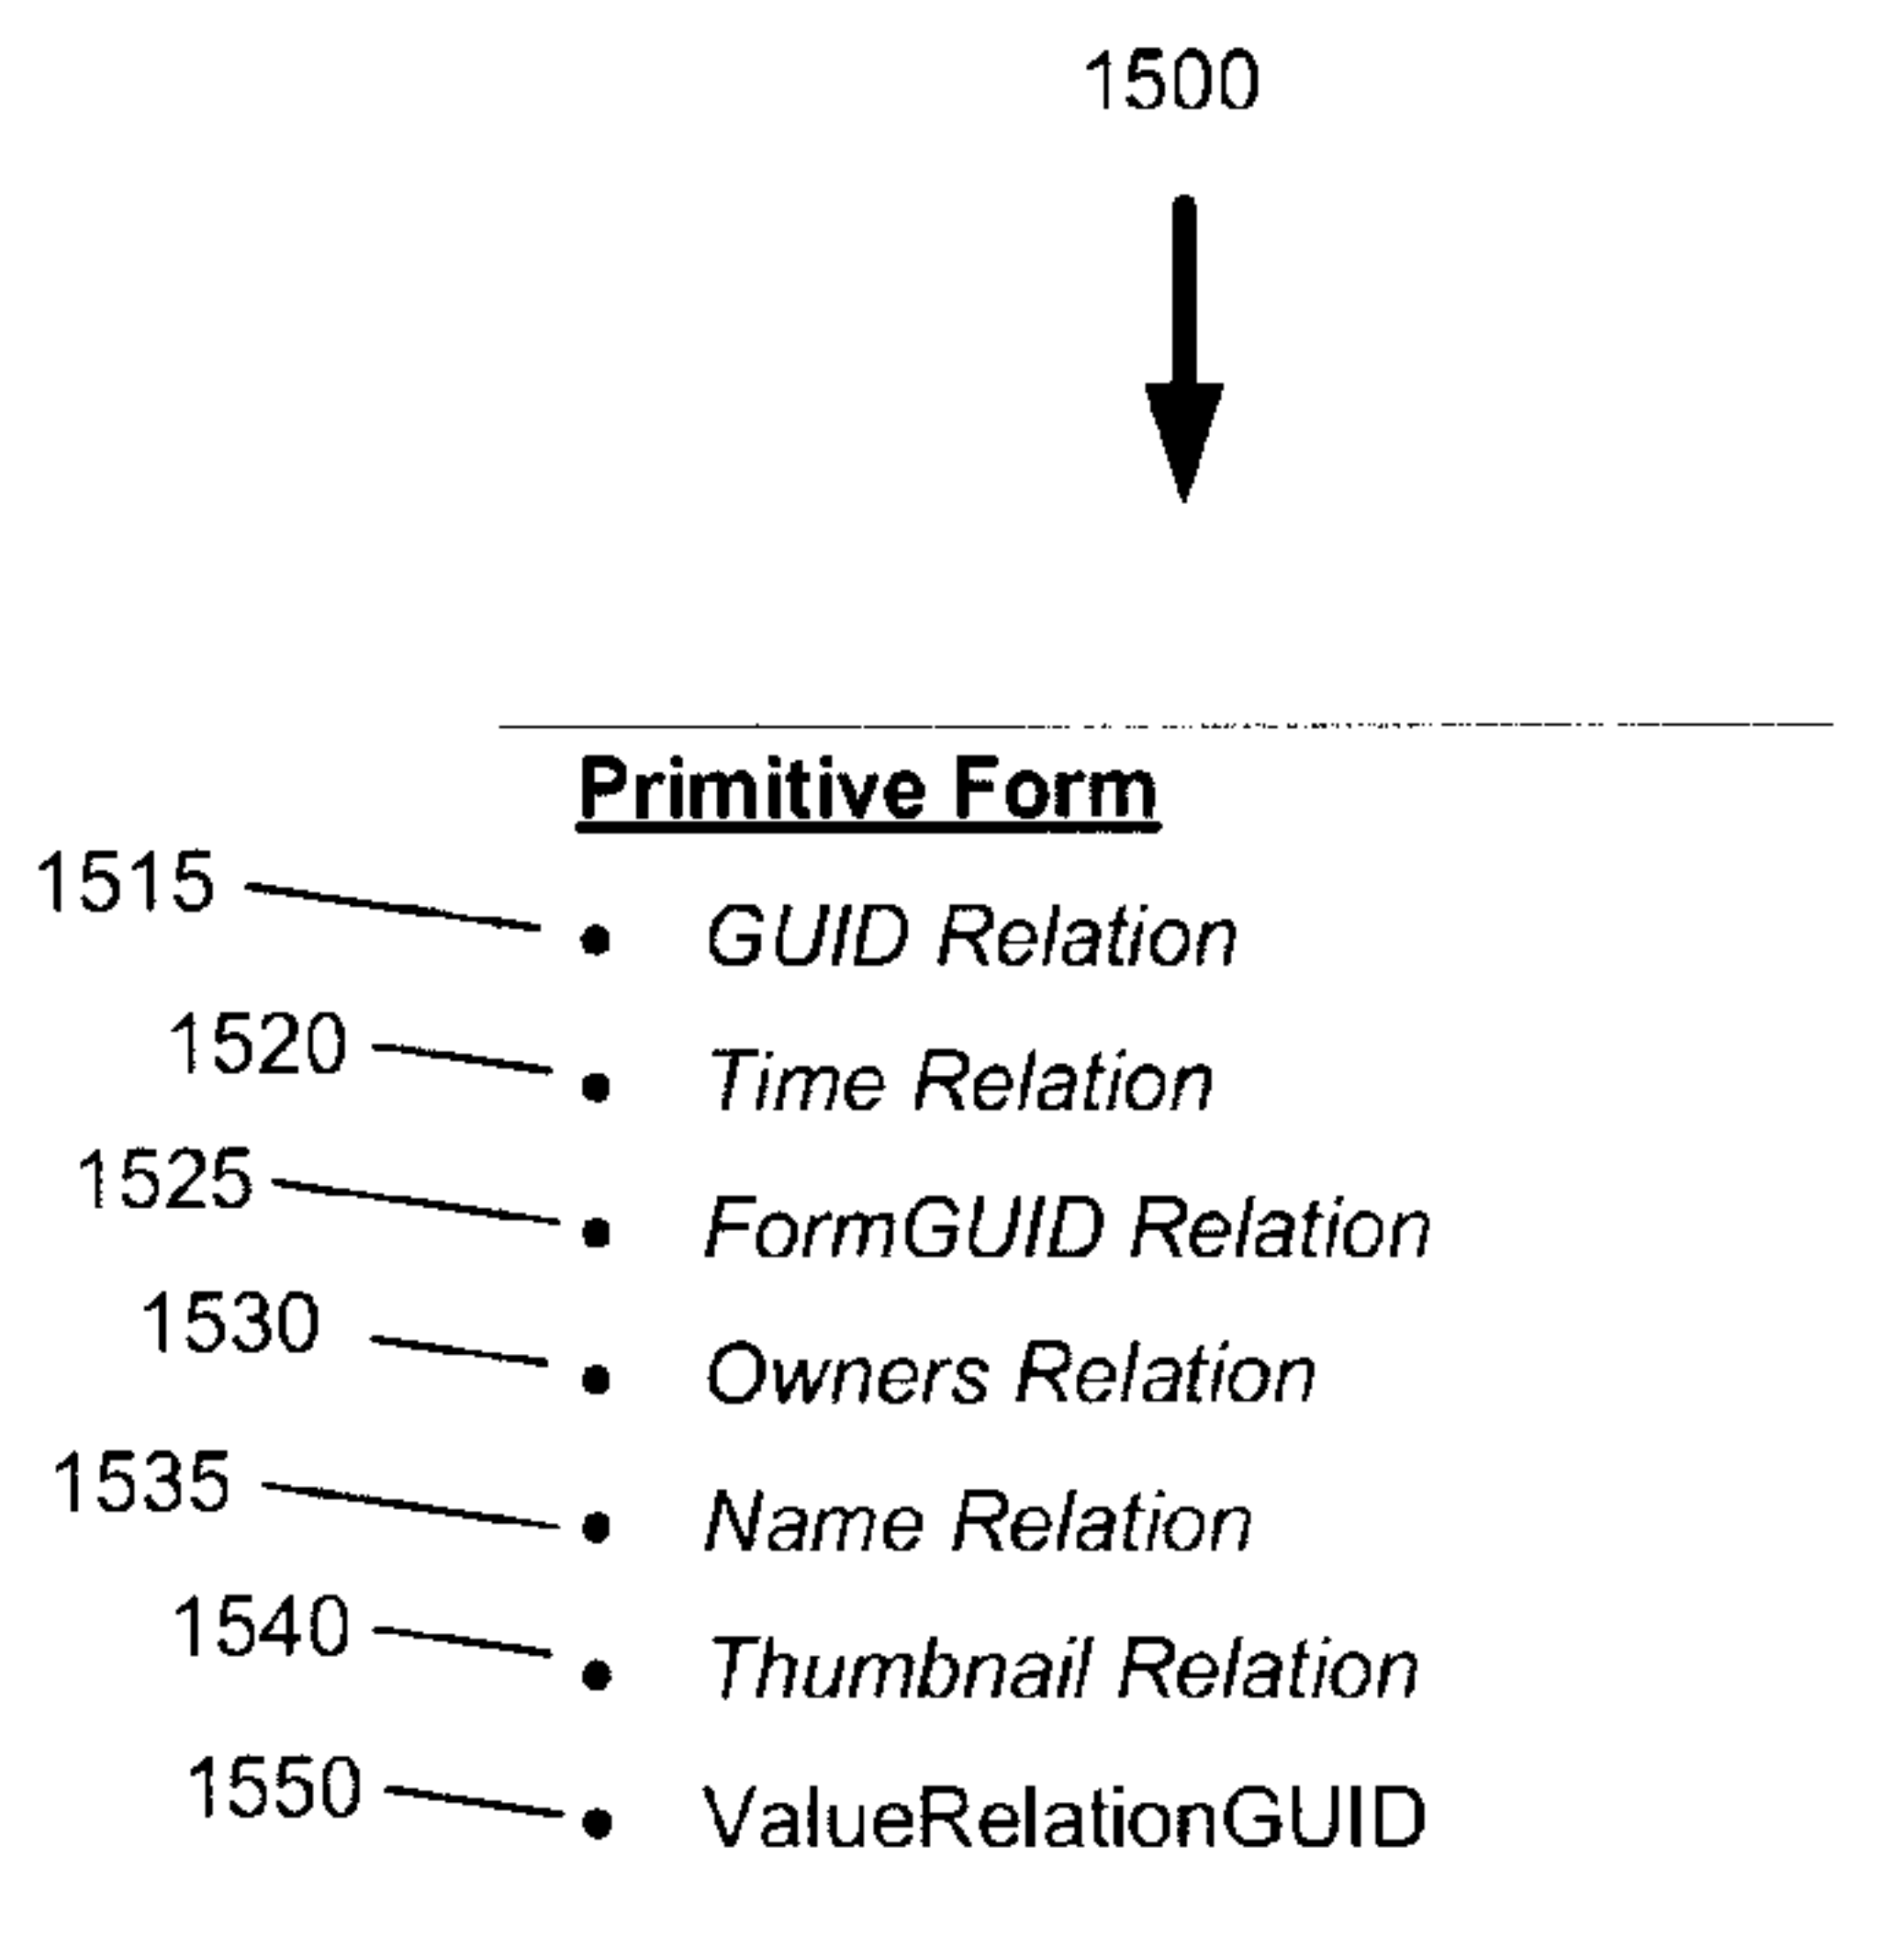 1500
Primitive Form
1515 • GUID Relation
1520 • Time Relation
1525 • FormGUID Relation
1530 • Owners Relation
1535 • Name Relation
1540 • Thumbnail Relation
1550 • ValueRelationGUID